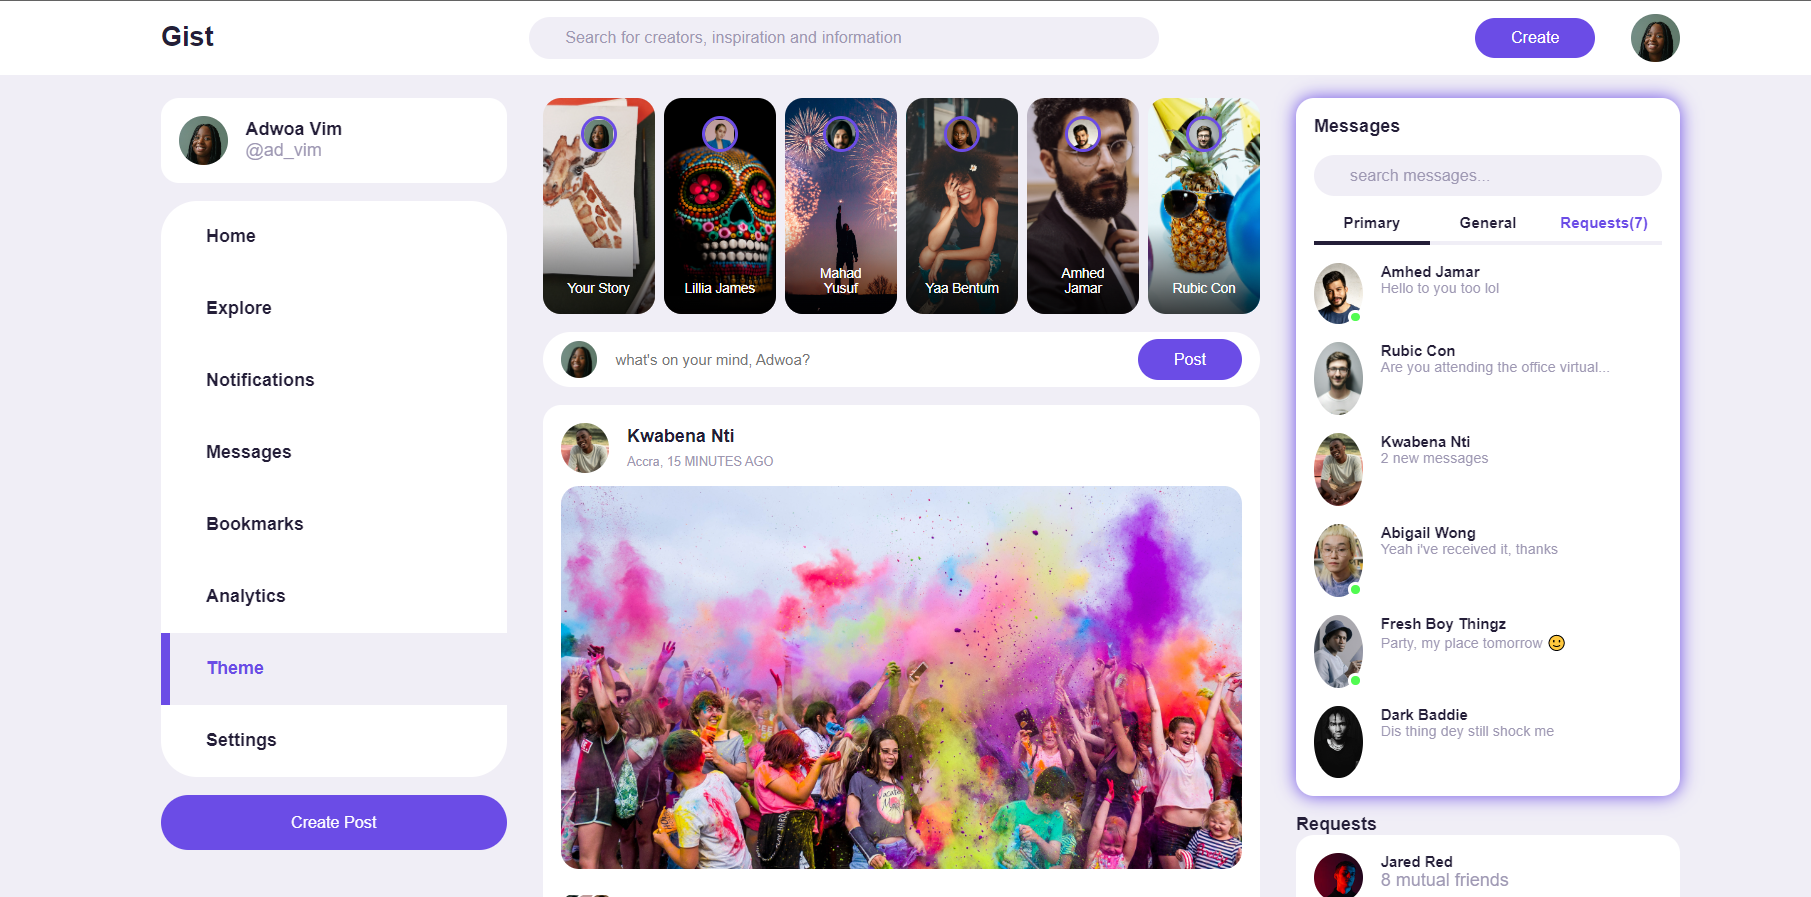 Gist
Search for creators, inspiration and information
Create
Adwoa Vim
@ad_vim
Home
Explore
Notifications
Messages
Bookmarks
Analytics
Theme
Settings
Create Post
Your Story
Lillia James
Mahad
Yusuf
Yaa Bentum
Amhed
Jamar
Rubic Con
what's on your mind, Adwoa?
Post
Kwabena Nti
Accra, 15 MINUTES AGO
Messages
search messages...
Primary
General
Requests(7)
Amhed Jamar
Hello to you too lol
Rubic Con
Are you attending the office virtual...
Kwabena Nti
2 new messages
Abigail Wong
Yeah i've received it, thanks
Fresh Boy Thingz
Party, my place tomorrow 🙂
Dark Baddie
Dis thing dey still shock me
Requests
Jared Red
8 mutual friends